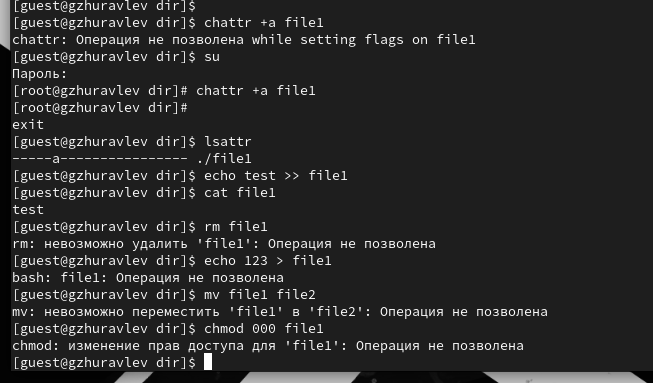 [guest@gzhuravlev dir]$
[guest@gzhuravlev dir]$ chattr +a file1
chattr: Операция не позволена while setting flags on file1
[guest@gzhuravlev dir]$ su
Пароль:
[root@gzhuravlev dir]# chattr +a file1
[root@gzhuravlev dir]#
exit
[guest@gzhuravlev dir]$ lsattr
-----a---------------- ./file1
[guest@gzhuravlev dir]$ echo test >> file1
[guest@gzhuravlev dir]$ cat file1
test
[guest@gzhuravlev dir]$ rm file1
rm: невозможно удалить 'file1': Операция не позволена
[guest@gzhuravlev dir]$ echo 123 > file1
bash: file1: Операция не позволена
[guest@gzhuravlev dir]$ mv file1 file2
mv: невозможно переместить 'file1' в 'file2': Операция не позволена
[guest@gzhuravlev dir]$ chmod 000 file1
chmod: изменение прав доступа для 'file1': Операция не позволена
[guest@gzhuravlev dir]$